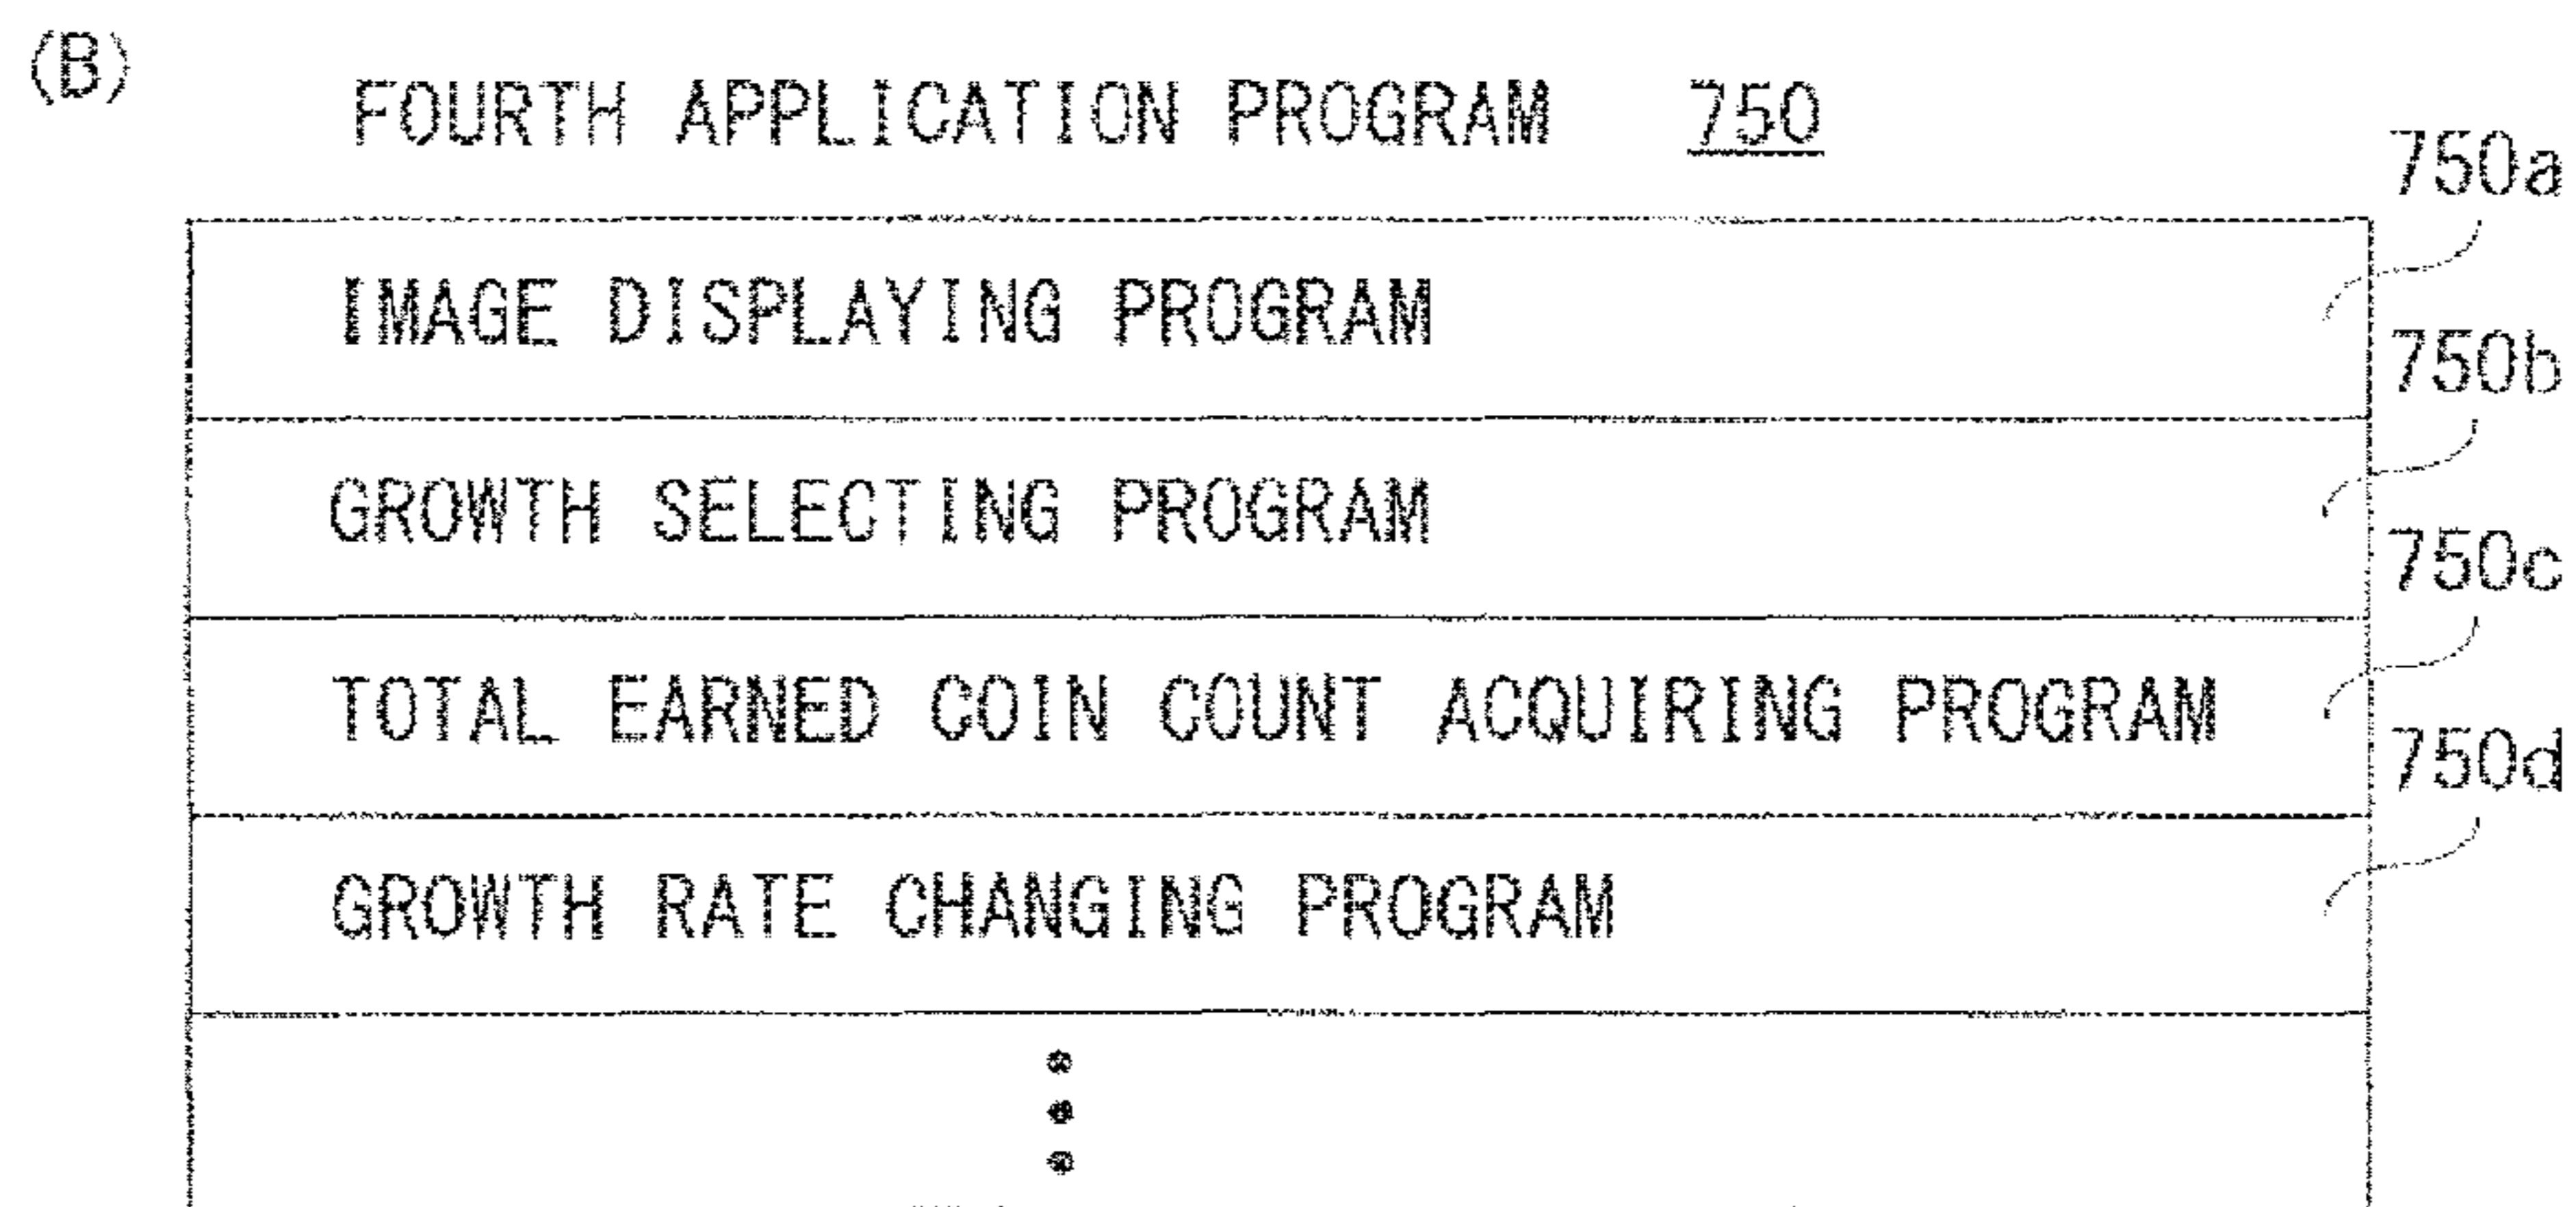 (B)
FOURTH APPLICATION PROGRAM 750
750a
IMAGE DISPLAYING PROGRAM
750b
GROWTH SELECTING PROGRAM
750c
TOTAL EARNED COIN COUNT ACQUIRING PROGRAM
750d
GROWTH RATE CHANGING PROGRAM